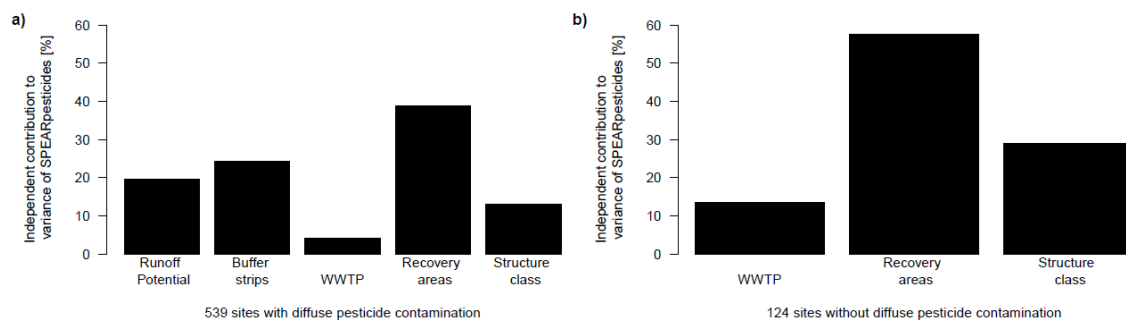 a)
Independent contribution to
variance of SPEARpesticides [%]
60
50
40
30
20
10
0
Runoff
Potential
Buffer
strips
WWTP
Recovery
areas
Structure
class
539 sites with diffuse pesticide contamination
b)
Independent contribution to
variance of SPEARpesticides [%]
60
50
40
30
20
10
0
WWTP
Recovery
areas
Structure
class
124 sites without diffuse pesticide contamination